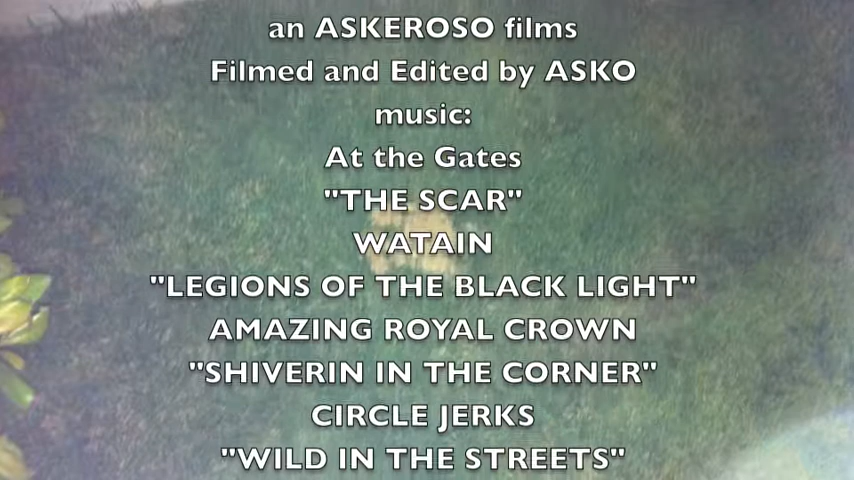 an ASKEROSO films
Filmed and Edited by ASKO
music:
At the Gates
"THE SCAR"
WATAIN
"LEGIONS OF THE BLACK LIGHT"
AMAZING ROYAL CROWN
"SHIVERIN IN THE CORNER"
CIRCLE JERKS
"WILD IN THE STREETS"